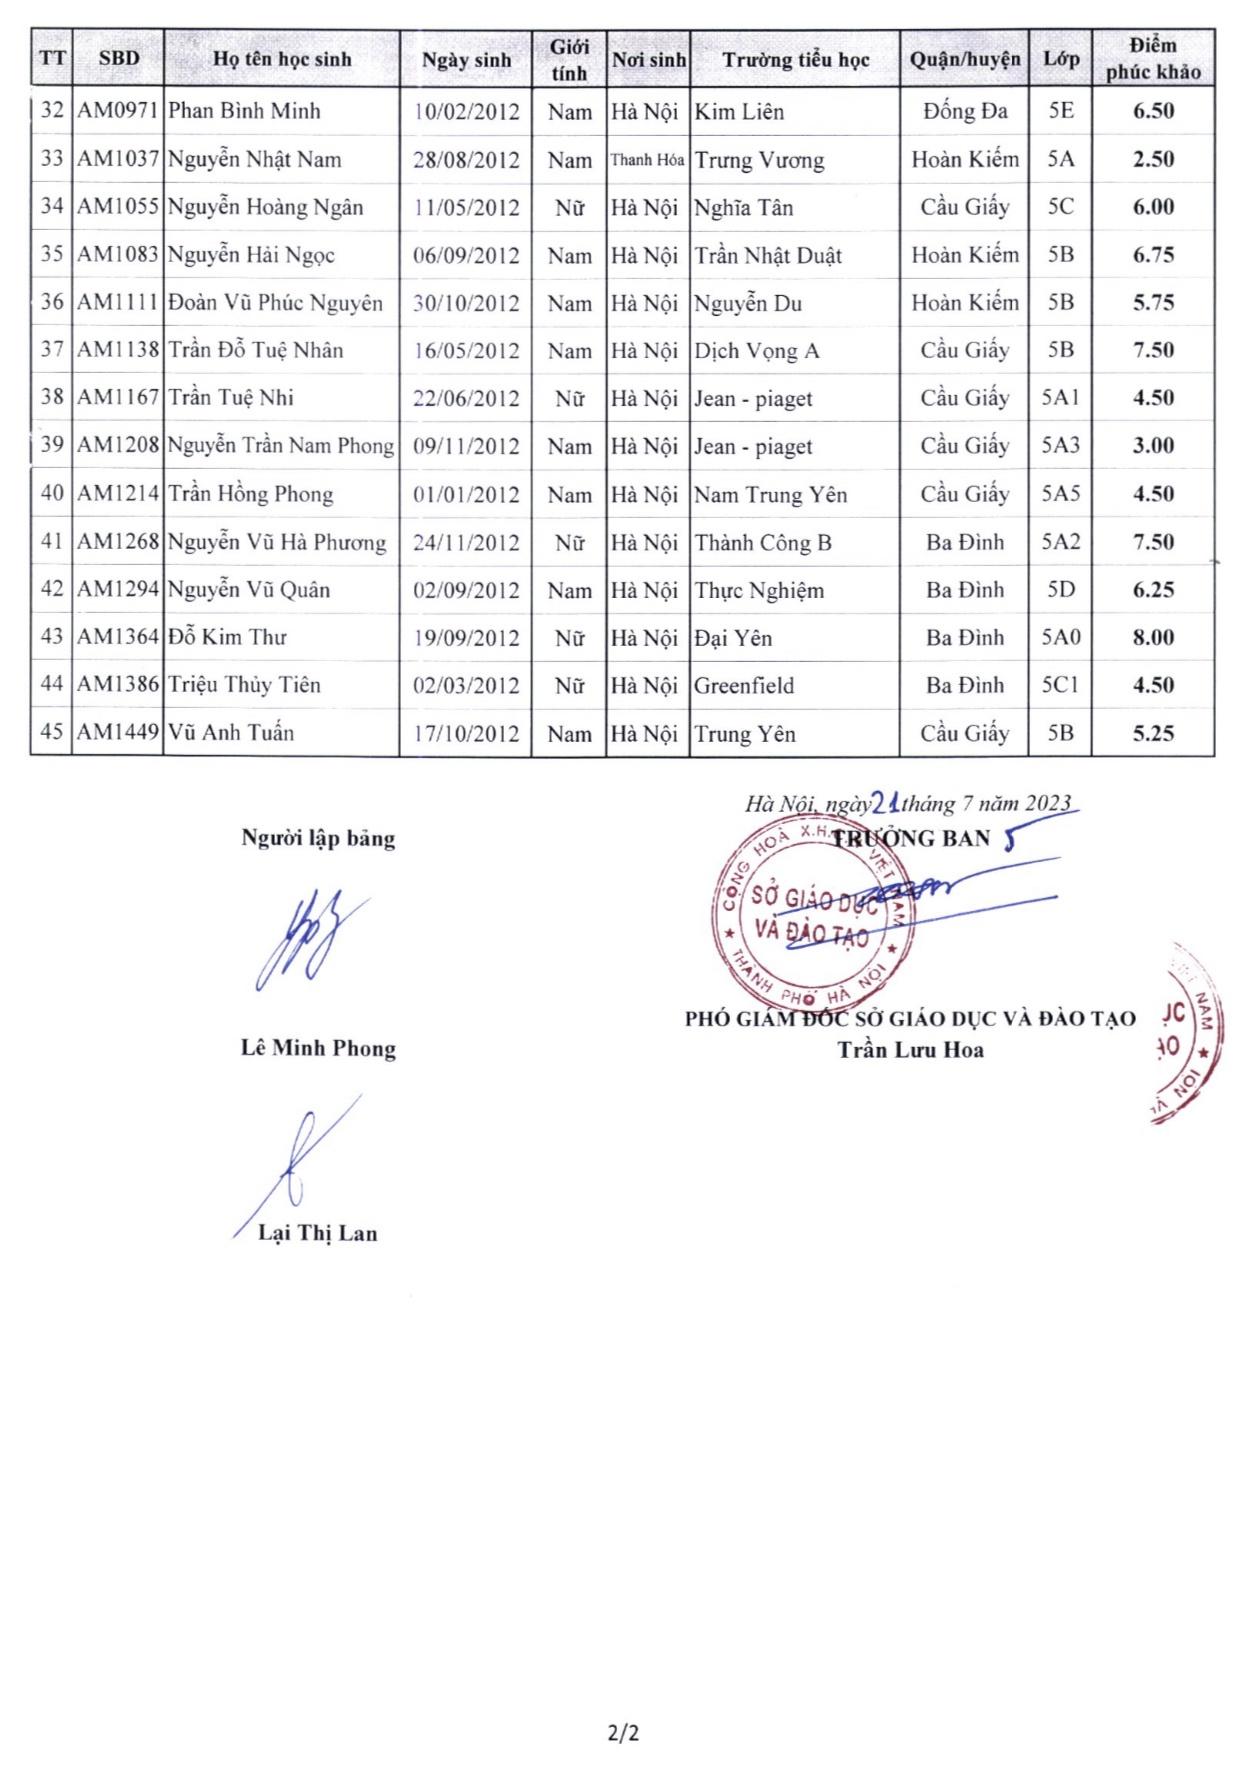 TT SBD Họ tên học sinh Ngày sinh Giới tính Nơi sinh Trường tiểu học Quận/huyện Lớp Điểm phúc khảo
32 AM0971 Phan Bình Minh 10/02/2012 Nam Hà Nội Kim Liên Đống Đa 5E 6.50
33 AM1037 Nguyễn Nhật Nam 28/08/2012 Nam Thanh Hóa Trưng Vương Hoàn Kiếm 5A 2.50
34 AM1055 Nguyễn Hoàng Ngân 11/05/2012 Nữ Hà Nội Nghĩa Tân Cầu Giấy 5C 6.00
35 AM1083 Nguyễn Hải Ngọc 06/09/2012 Nam Hà Nội Trần Nhật Duật Hoàn Kiếm 5B 6.75
36 AM1111 Đoàn Vũ Phúc Nguyên 30/10/2012 Nam Hà Nội Nguyễn Du Hoàn Kiếm 5B 5.75
37 AM1138 Trần Đỗ Tuệ Nhân 16/05/2012 Nam Hà Nội Dịch Vọng A Cầu Giấy 5B 7.50
38 AM1167 Trần Tuệ Nhi 22/06/2012 Nữ Hà Nội Jean - piaget Cầu Giấy 5A1 4.50
39 AM1208 Nguyễn Trần Nam Phong 09/11/2012 Nam Hà Nội Jean - piaget Cầu Giấy 5A3 3.00
40 AM1214 Trần Hồng Phong 01/01/2012 Nam Hà Nội Nam Trung Yên Cầu Giấy 5A5 4.50
41 AM1268 Nguyễn Vũ Hà Phương 24/11/2012 Nữ Hà Nội Thành Công B Ba Đình 5A2 7.50
42 AM1294 Nguyễn Vũ Quân 02/09/2012 Nam Hà Nội Thực Nghiệm Ba Đình 5D 6.25
43 AM1364 Đỗ Kim Thư 19/09/2012 Nữ Hà Nội Đại Yên Ba Đình 5A0 8.00
44 AM1386 Triệu Thủy Tiên 02/03/2012 Nữ Hà Nội Greenfield Ba Đình 5C1 4.50
45 AM1449 Vũ Anh Tuấn 17/10/2012 Nam Hà Nội Trung Yên Cầu Giấy 5B 5.25
Hà Nội, ngày 21 tháng 7 năm 2023
Người lập bảng
TRƯỞNG BAN
CỘNG HOÀ X.H.C.N VIỆT NAM
SỞ GIÁO DỤC
VÀ ĐÀO TẠO
★ THÀNH PHỐ HÀ NỘI ★
PHÓ GIÁM ĐỐC SỞ GIÁO DỤC VÀ ĐÀO TẠO
Lê Minh Phong
Trần Lưu Hoa
Lại Thị Lan
2/2